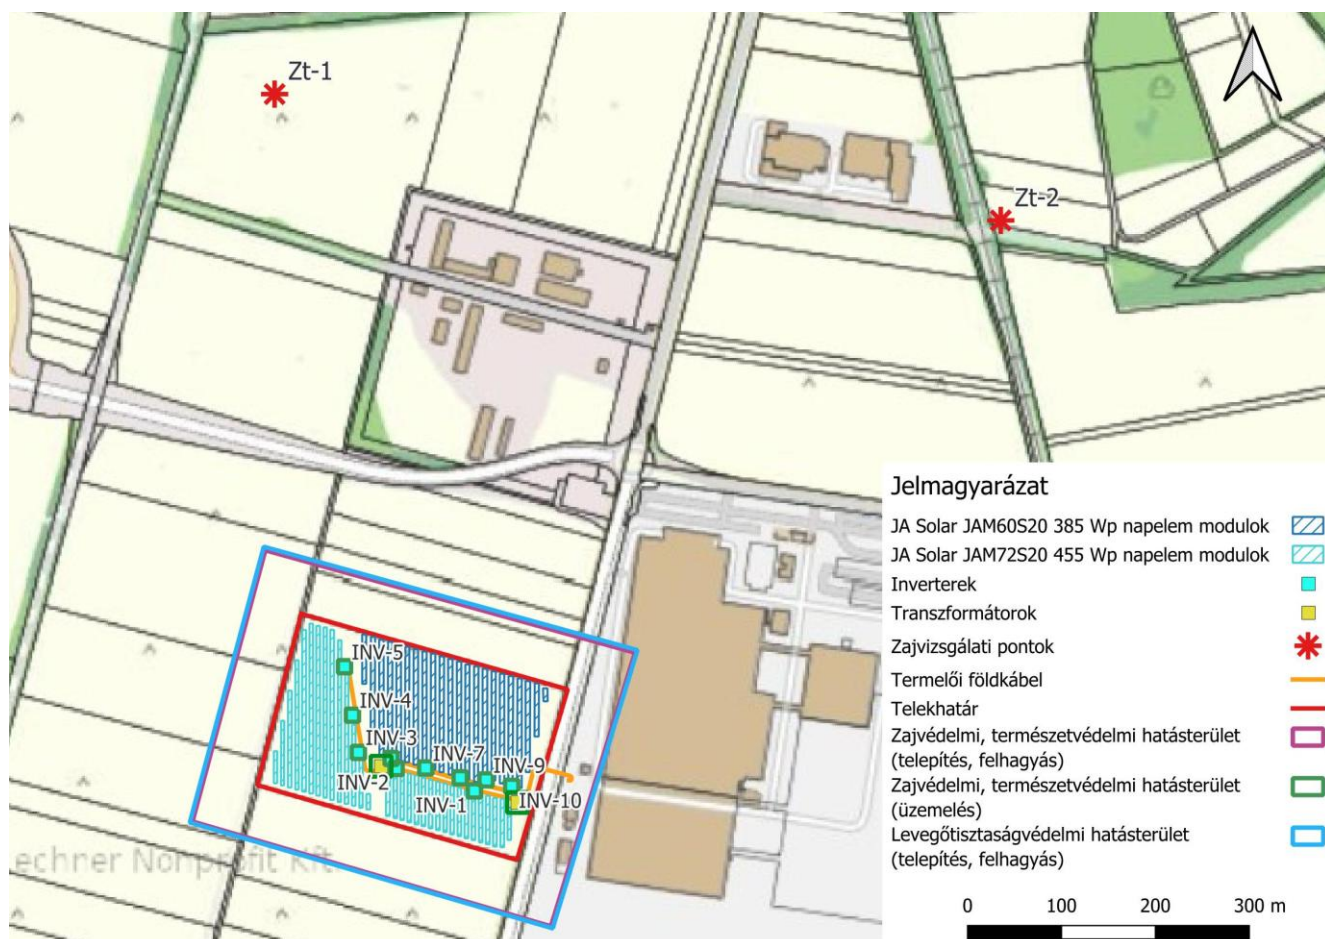 Zt-1
Zt-2
INV-5
INV-4
INV-3
INV-7
INV-9
INV-2
INV-1
INV-10
echner Nonprofit Kft.
Jelmagyarázat
JA Solar JAM60S20 385 Wp napelem modulok
JA Solar JAM72S20 455 Wp napelem modulok
Inverterek
Transzformátorok
Zajvizsgálati pontok
Termelői földkábel
Telekhatár
Zajvédelmi, természetvédelmi hatásterület
(telepítés, felhagyás)
Zajvédelmi, természetvédelmi hatásterület
(üzemelés)
Levegőtisztaságvédelmi hatásterület
(telepítés, felhagyás)
0 100 200 300 m